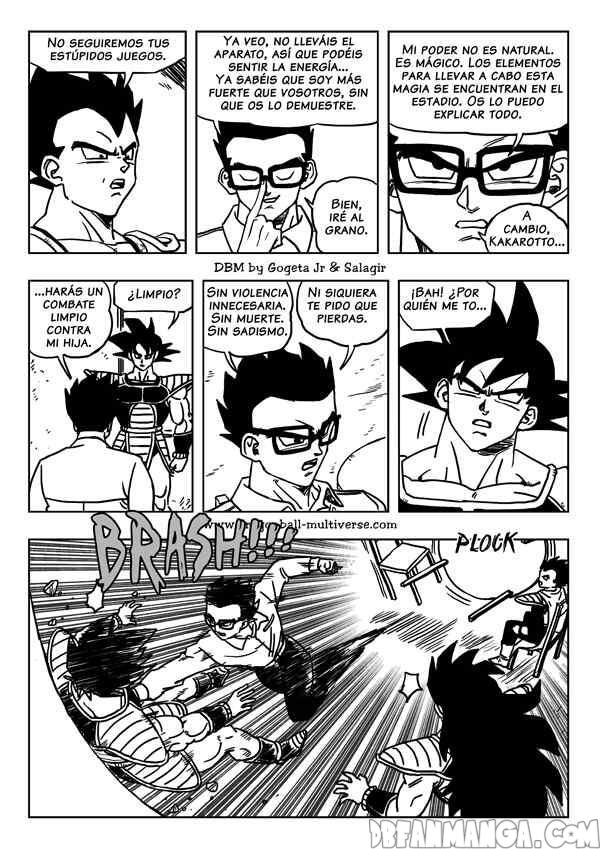 NO SEGUIREMOS TUS
ESTÚPIDOS JUEGOS.
YA VEO, NO LLEVÁIS EL
APARATO, ASÍ QUE PODÉIS
SENTIR LA ENERGÍA...
YA SABÉIS QUE SOY MÁS
FUERTE QUE VOSOTROS, SIN
QUE OS LO DEMUESTRE.
BIEN,
IRÉ AL
GRANO.
MI PODER NO ES NATURAL.
ES MÁGICO. LOS ELEMENTOS
PARA LLEVAR A CABO ESTA
MAGIA SE ENCUENTRAN EN EL
ESTADIO. OS LO PUEDO
EXPLICAR TODO.
A
CAMBIO,
KAKAROTTO...
DBM by Gogeta Jr & Salagir
...HARÁS UN
COMBATE
LIMPIO
CONTRA
MI HIJA.
¿LIMPIO?
SIN VIOLENCIA
INNECESARIA.
SIN MUERTE.
SIN SADISMO.
NI SIQUIERA
TE PIDO QUE
PIERDAS.
¡BAH! ¿POR
QUIÉN ME TO...
BRASH!!!
PLOCK
DBFANMANGA.COM